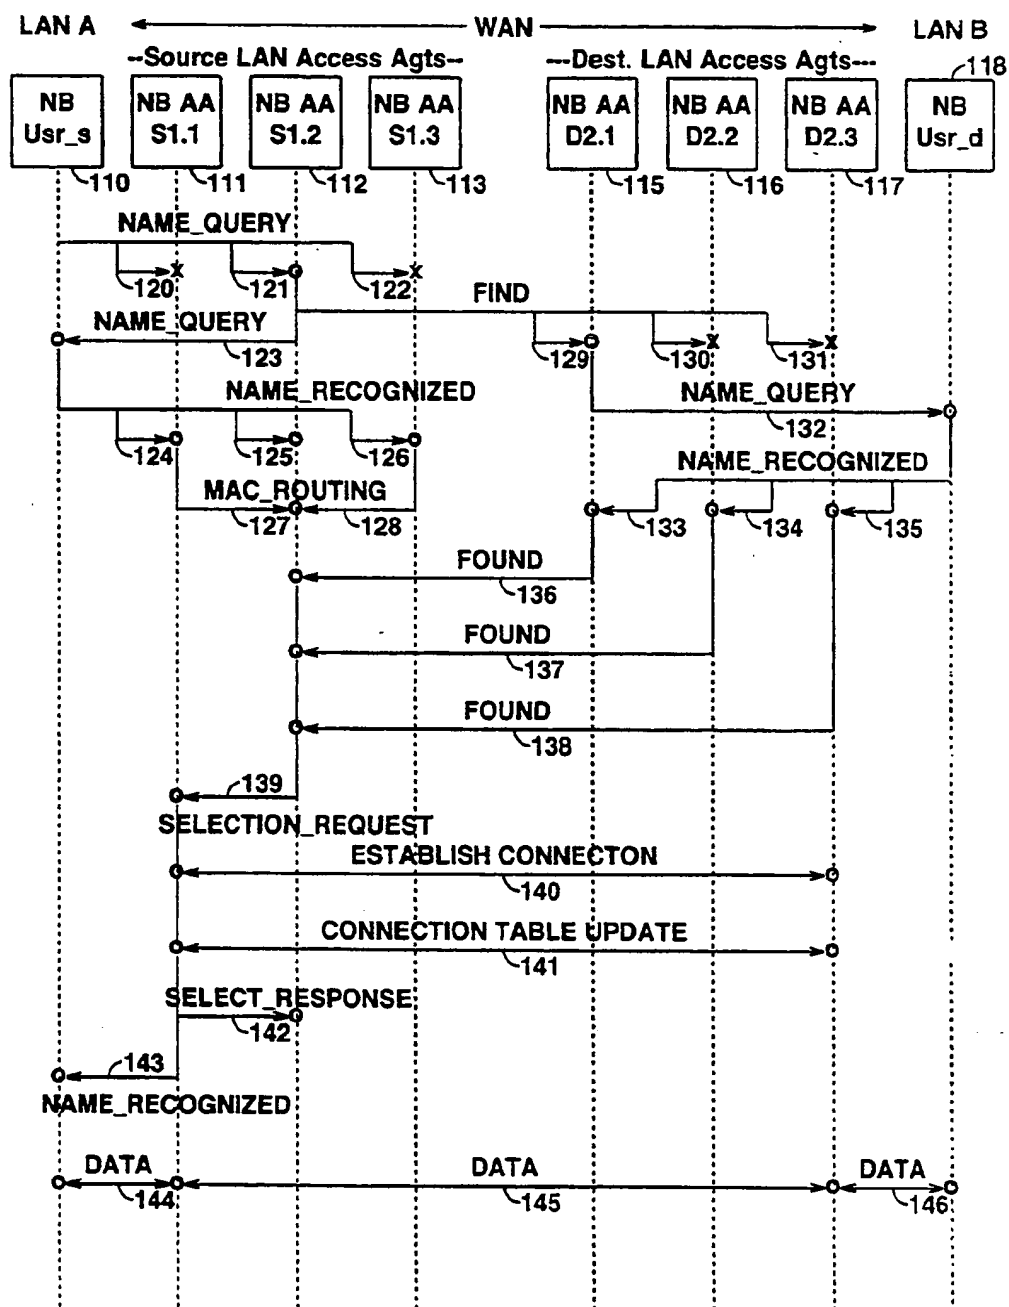 LAN A WAN LAN B
--Source LAN Access Agts-- ---Dest. LAN Access Agts---
118
NB Usr_s
NB AA S1.1
NB AA S1.2
NB AA S1.3
NB AA D2.1
NB AA D2.2
NB AA D2.3
NB Usr_d
110 111 112 113 115 116 117
NAME_QUERY
120 121 122
FIND
NAME_QUERY
123 129 130 131
NAME_RECOGNIZED
NAME_QUERY
132
124 125 126
NAME_RECOGNIZED
MAC_ROUTING
127 128 133 134 135
FOUND
136
FOUND
137
FOUND
138
139
SELECTION_REQUEST
ESTABLISH CONNECTON
140
CONNECTION TABLE UPDATE
141
SELECT_RESPONSE
142
143
NAME_RECOGNIZED
DATA DATA DATA
144 145 146